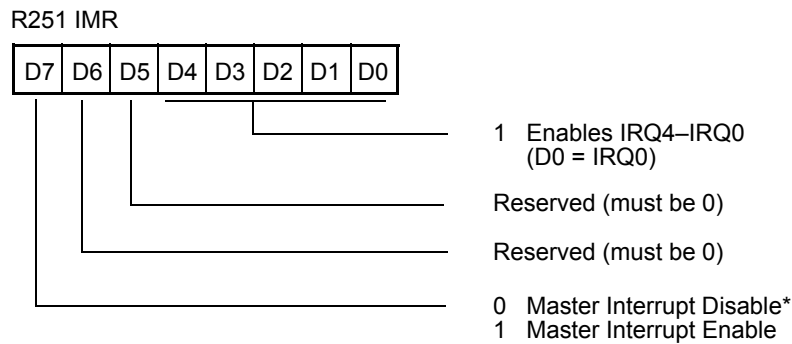 R251 IMR
D7 D6 D5 D4 D3 D2 D1 D0
1 Enables IRQ4–IRQ0
(D0 = IRQ0)
Reserved (must be 0)
Reserved (must be 0)
0 Master Interrupt Disable*
1 Master Interrupt Enable